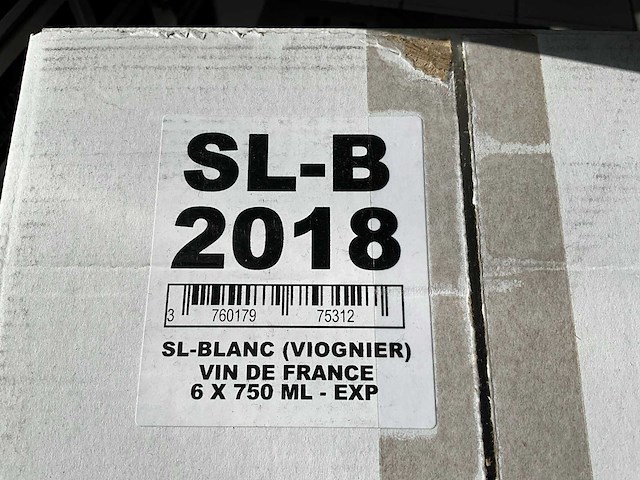 SL-B
2018
3 760179 75312
SL-BLANC (VIOGNIER)
VIN DE FRANCE
6 X 750 ML - EXP